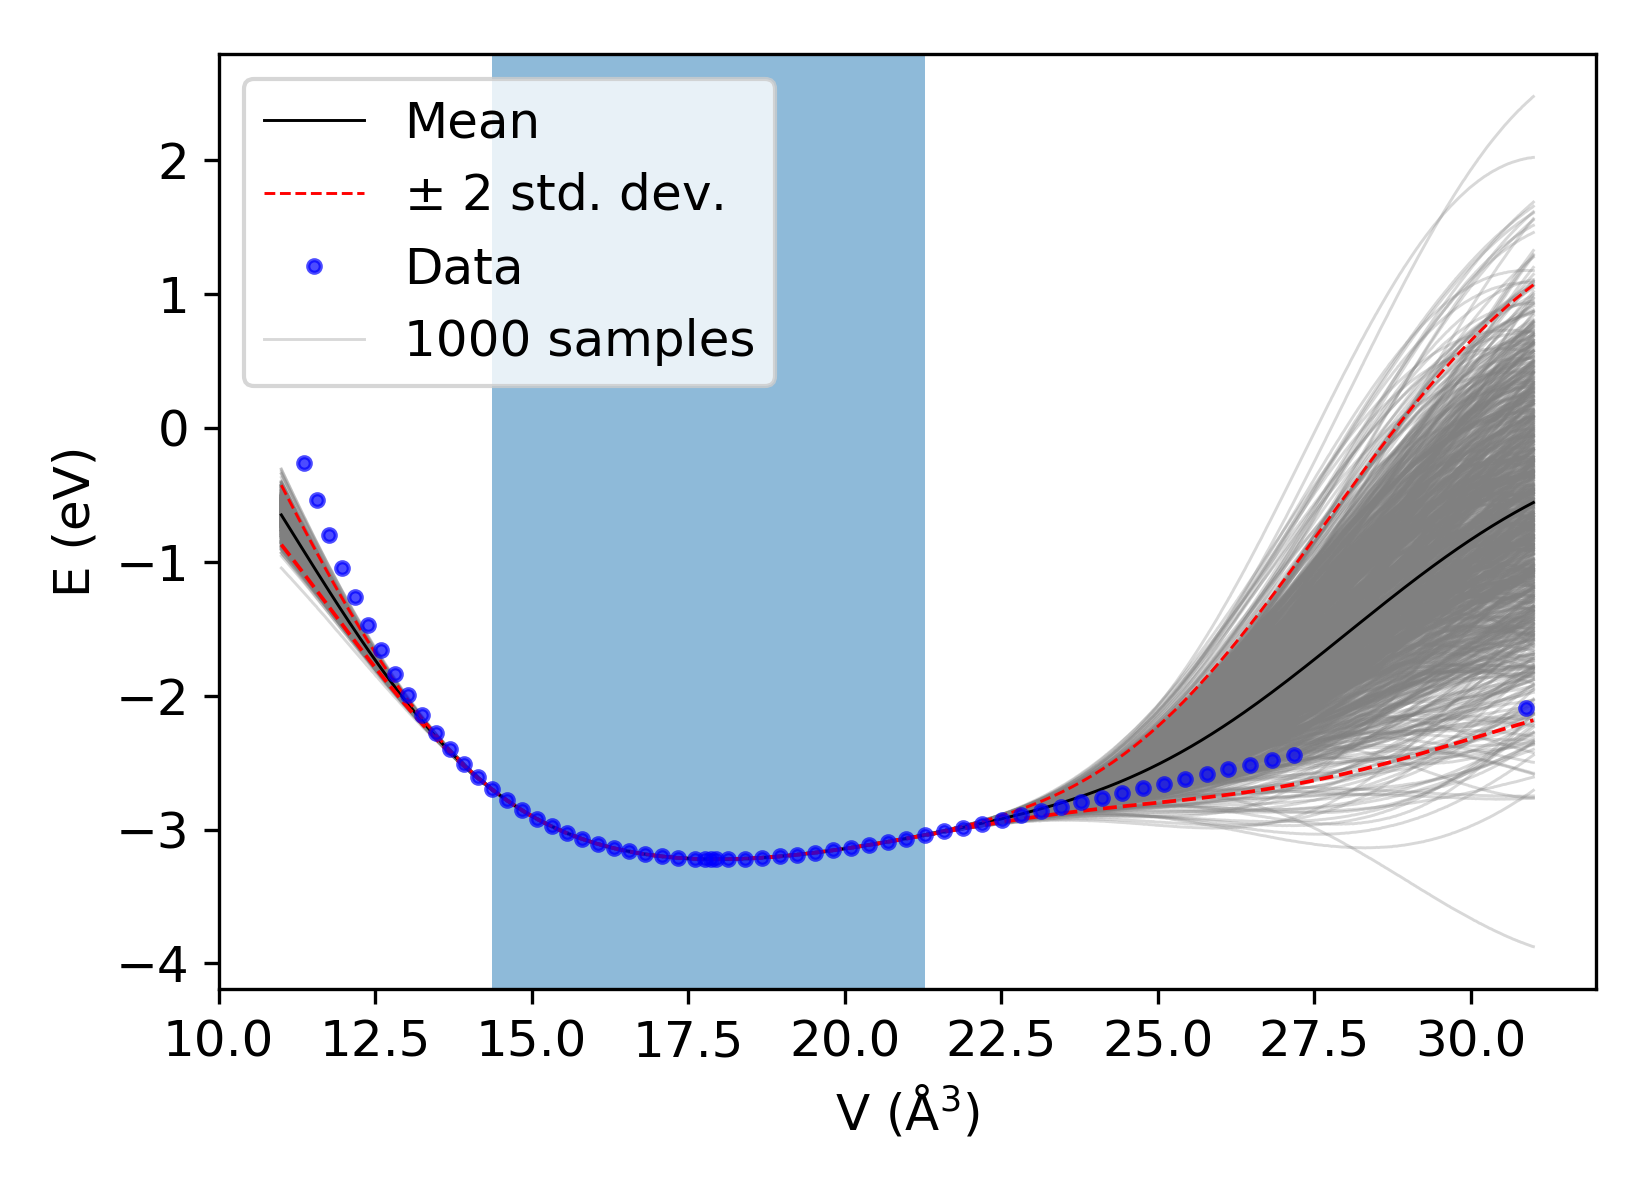 Mean
± 2 std. dev.
Data
1000 samples
2
1
0
−1
−2
−3
−4
E (eV)
10.0 12.5 15.0 17.5 20.0 22.5 25.0 27.5 30.0
V (Å³)